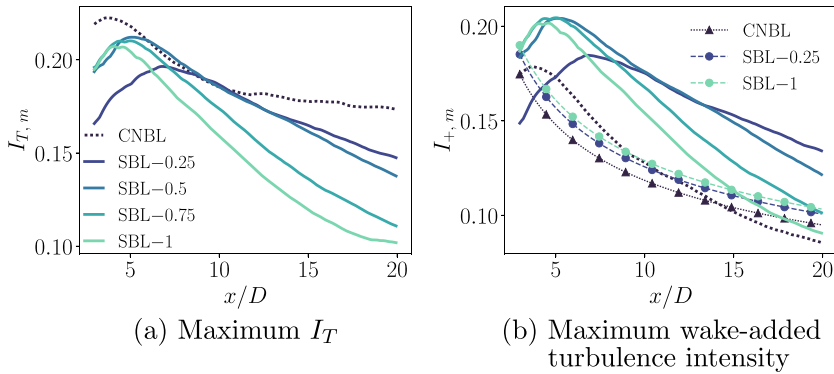 0.20
0.15
0.10
I_{T, m}
CNBL
SBL−0.25
SBL−0.5
SBL−0.75
SBL−1
5 10 15 20
x/D
(a) Maximum I_T
0.20
0.15
0.10
I_{+, m}
CNBL
SBL−0.25
SBL−1
5 10 15 20
x/D
(b) Maximum wake-added
turbulence intensity